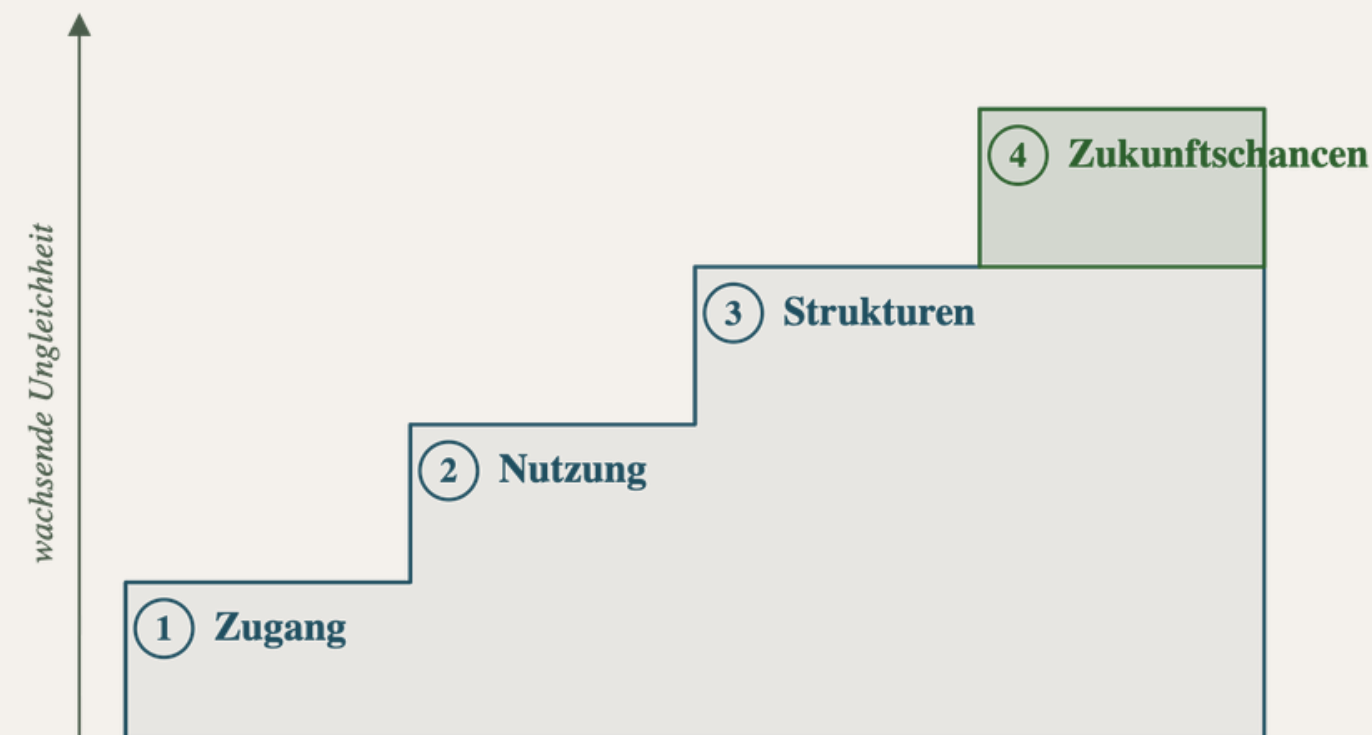 4 Zukunftschancen
3 Strukturen
2 Nutzung
1 Zugang
wachsende Ungleichheit